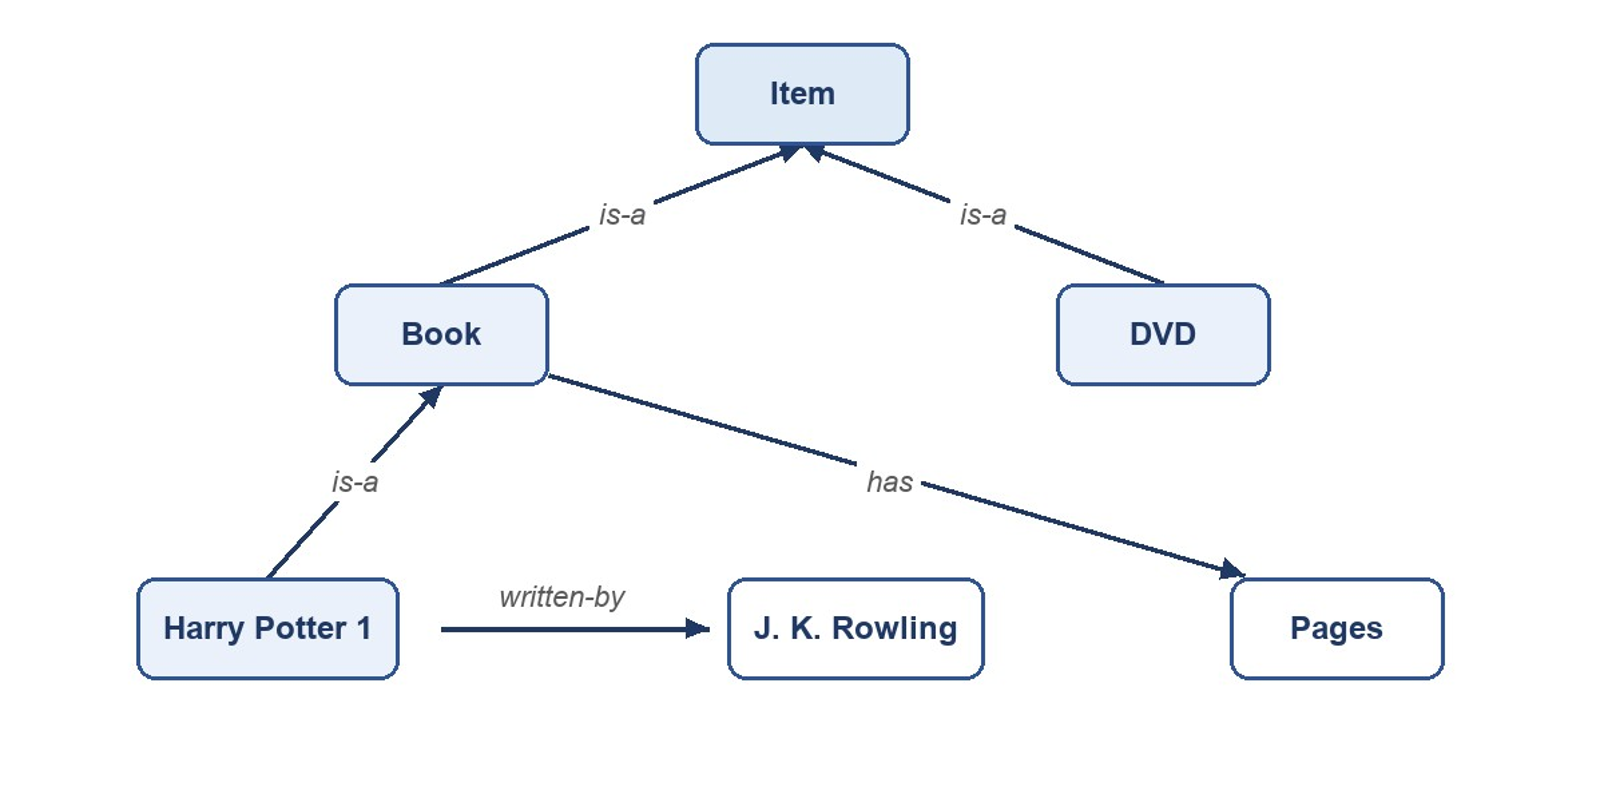 Item
is-a
is-a
Book
DVD
is-a
has
written-by
Harry Potter 1
J. K. Rowling
Pages